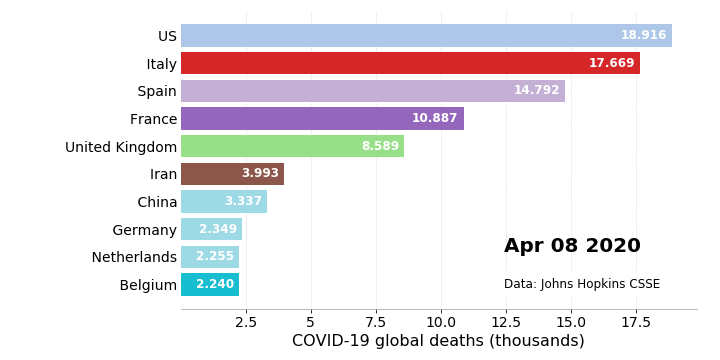 US 18.916
Italy 17.669
Spain 14.792
France 10.887
United Kingdom 8.589
Iran 3.993
China 3.337
Germany 2.349
Netherlands 2.255
Belgium 2.240
Apr 08 2020
Data: Johns Hopkins CSSE
2.5 5 7.5 10.0 12.5 15.0 17.5
COVID-19 global deaths (thousands)